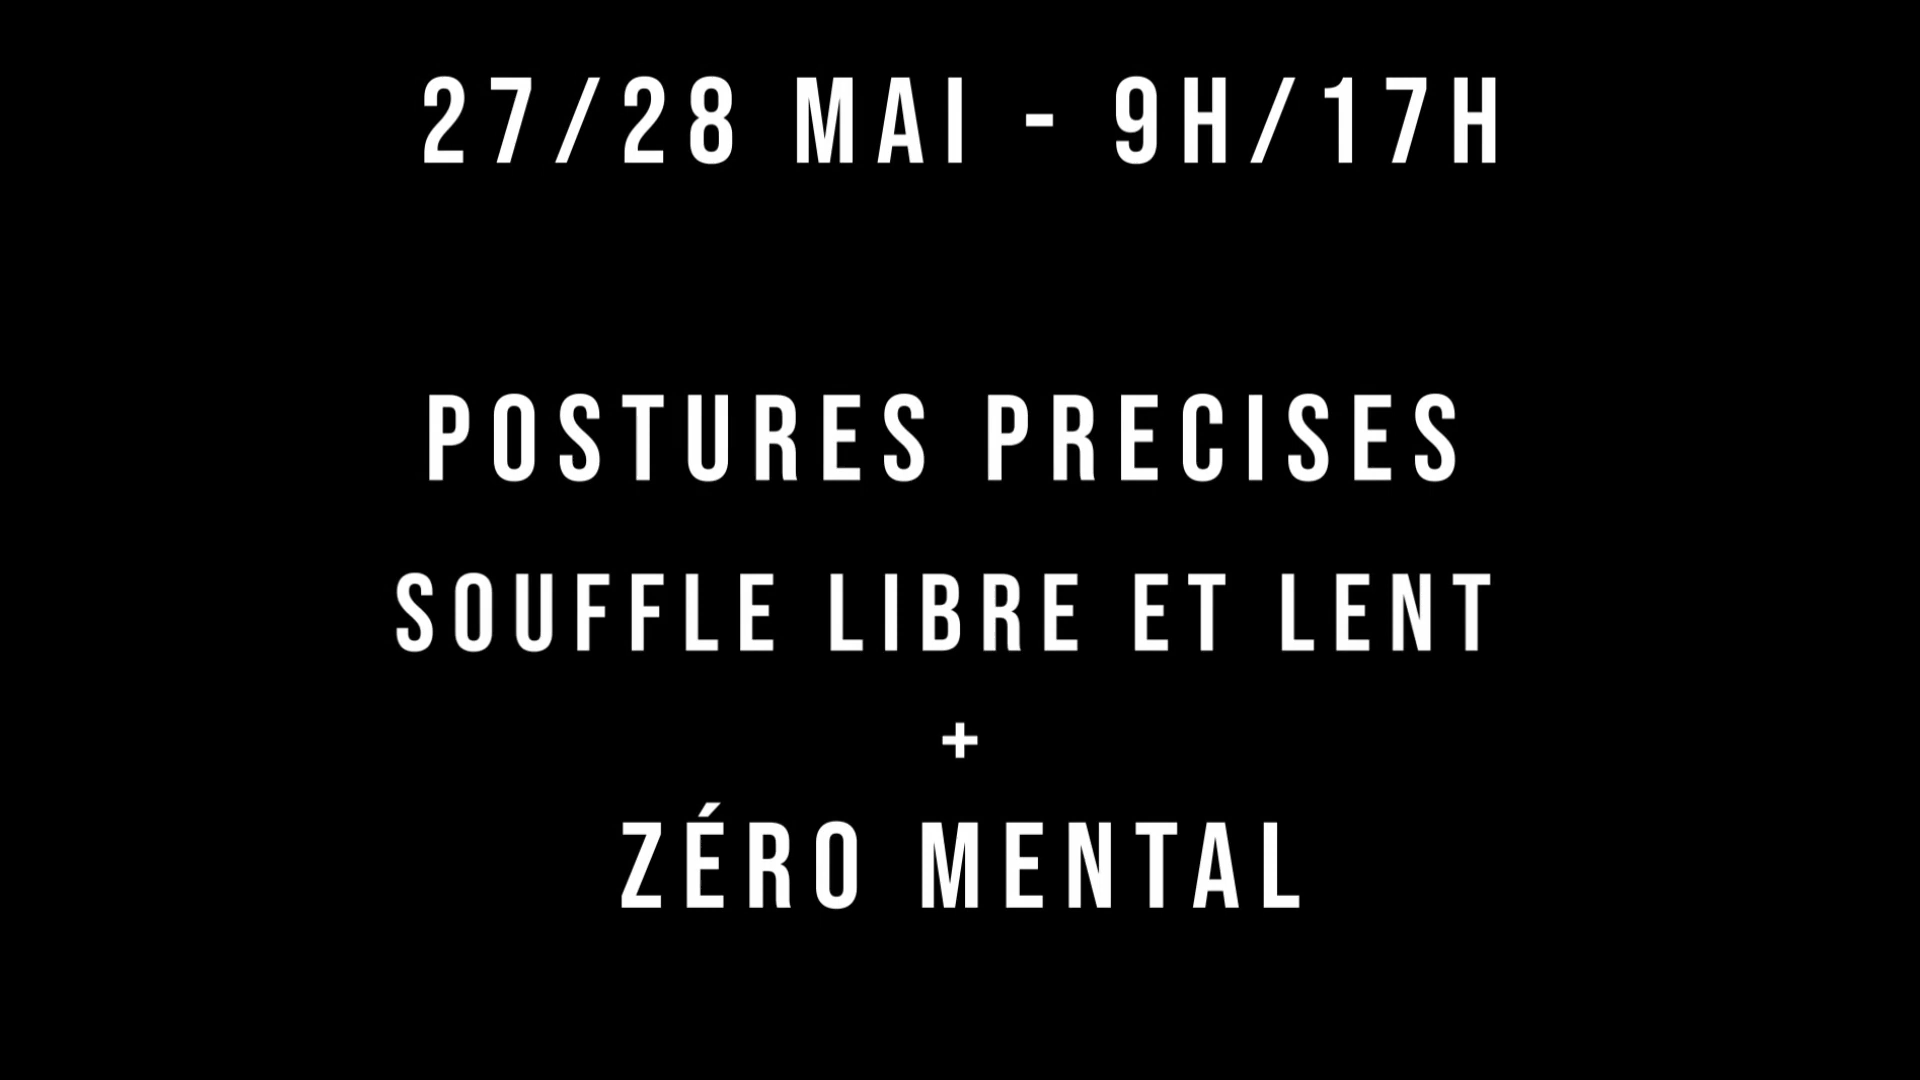 27/28 MAI - 9H/17H
POSTURES PRECISES
SOUFFLE LIBRE ET LENT
+
ZÉRO MENTAL